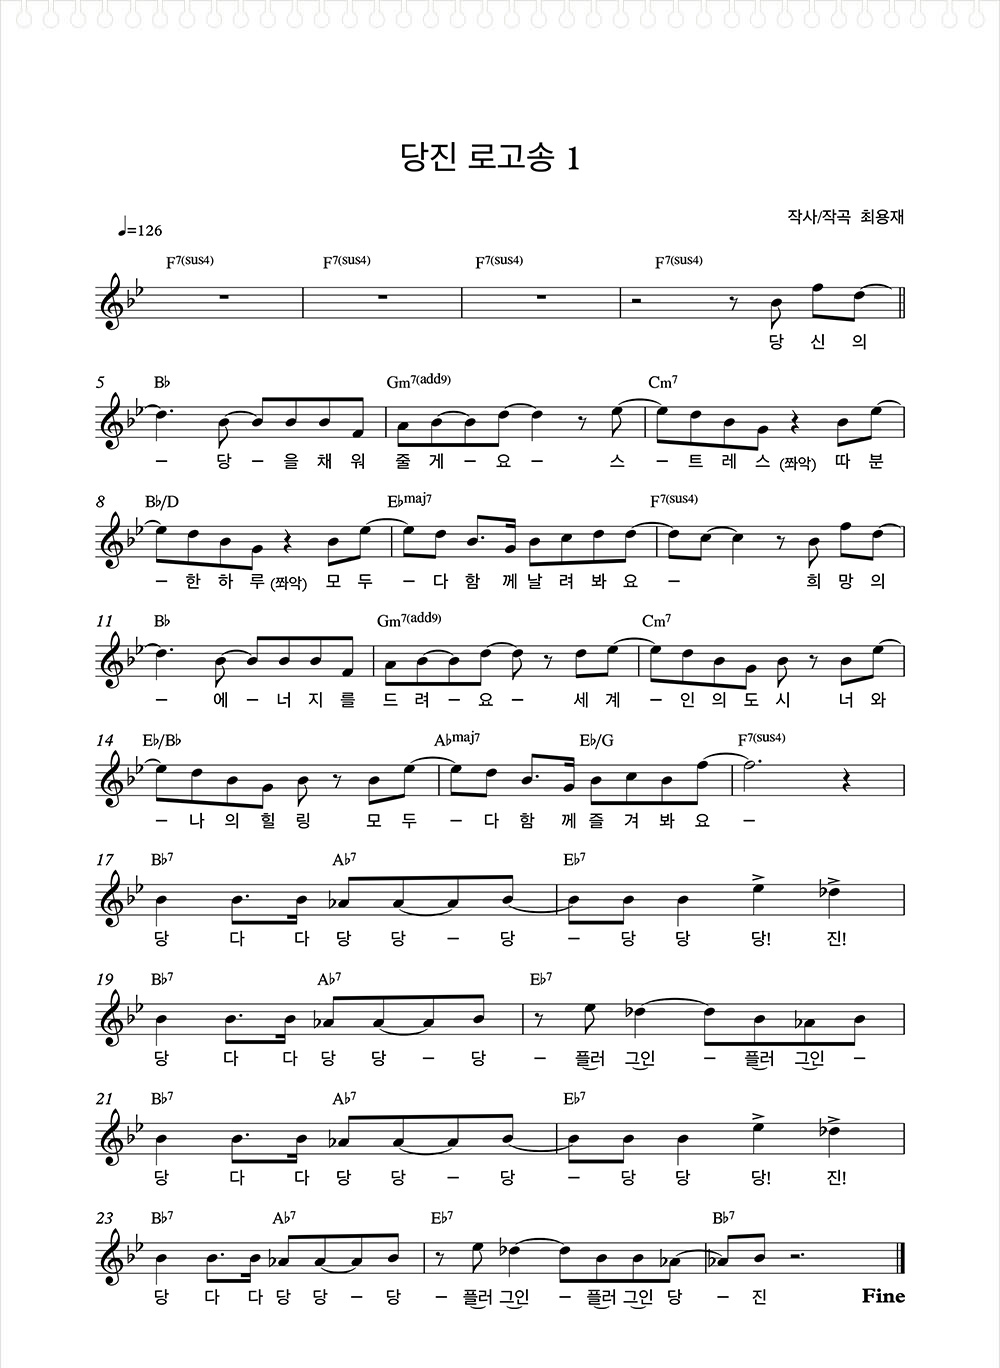 당진 로고송 1
작사/작곡 최용재
♩=126
F7(sus4) F7(sus4) F7(sus4) F7(sus4)
당 신 의
5 B♭ Gm7(add9) Cm7
– 당 – 을 채 워 줄 게 – 요 – 스 – 트 레 스 (쫘악) 따 분
8 B♭/D E♭maj7 F7(sus4)
– 한 하 루 (쫘악) 모 두 – 다 함 께 날 려 봐 요 – 희 망 의
11 B♭ Gm7(add9) Cm7
– 에 – 너 지 를 드 려 – 요 – 세 계 – 인 의 도 시 너 와
14 E♭/B♭ A♭maj7 E♭/G F7(sus4)
– 나 의 힐 링 모 두 – 다 함 께 즐 겨 봐 요 –
17 B♭7 A♭7 E♭7
당 다 다 당 당 – 당 – 당 당 당! 진!
19 B♭7 A♭7 E♭7
당 다 다 당 당 – 당 – 플러 그인 – 플러 그인 –
21 B♭7 A♭7 E♭7
당 다 다 당 당 – 당 – 당 당 당! 진!
23 B♭7 A♭7 E♭7 B♭7
당 다 다 당 당 – 당 – 플러 그인 – 플러 그인 당 – 진 Fine